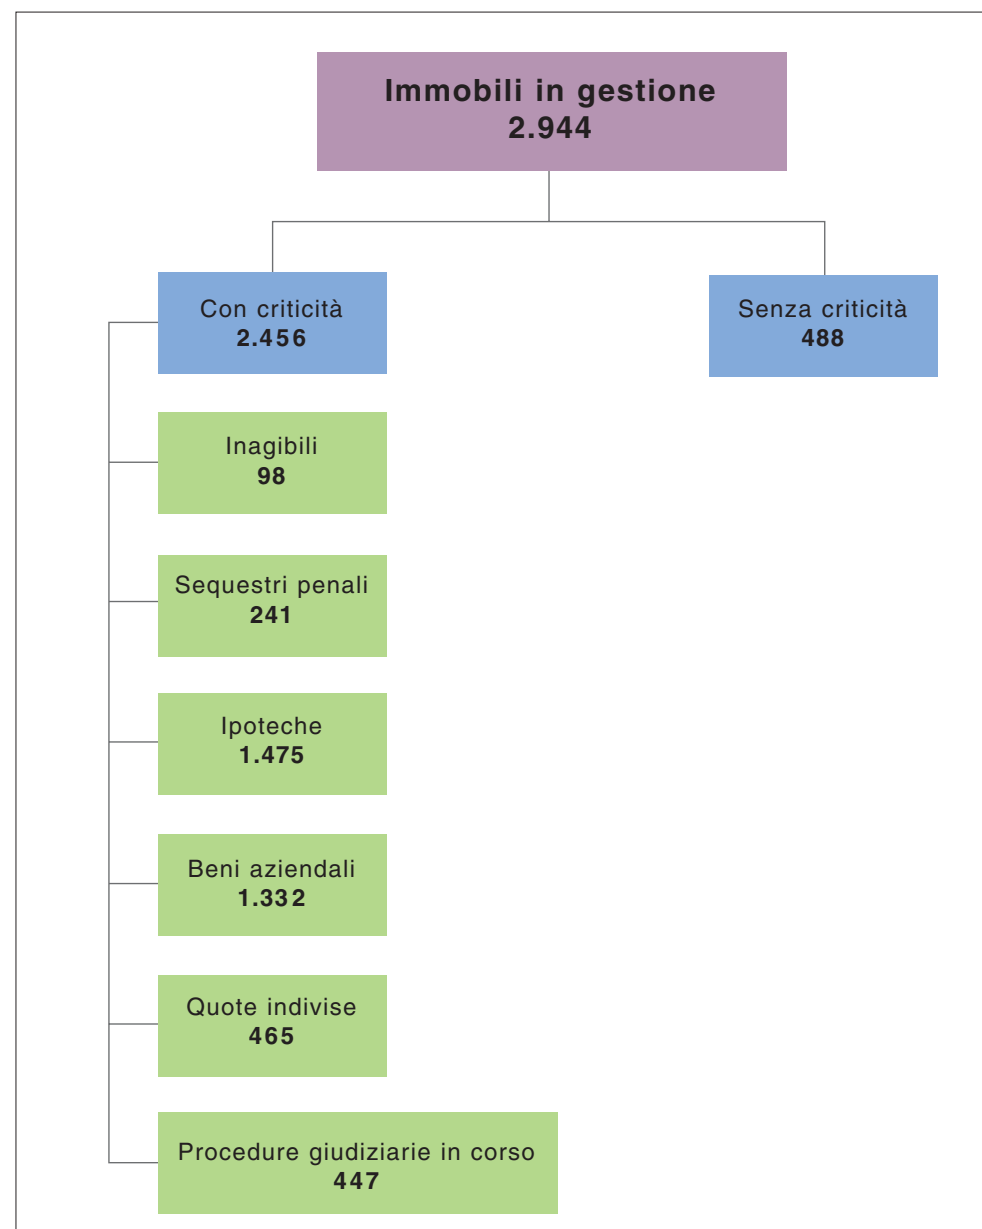 Immobili in gestione
2.944
Con criticità
2.456
Senza criticità
488
Inagibili
98
Sequestri penali
241
Ipoteche
1.475
Beni aziendali
1.332
Quote indivise
465
Procedure giudiziarie in corso
447